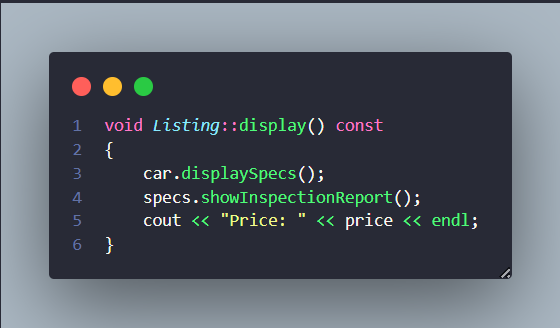 1 void Listing::display() const
2 {
3     car.displaySpecs();
4     specs.showInspectionReport();
5     cout << "Price: " << price << endl;
6 }